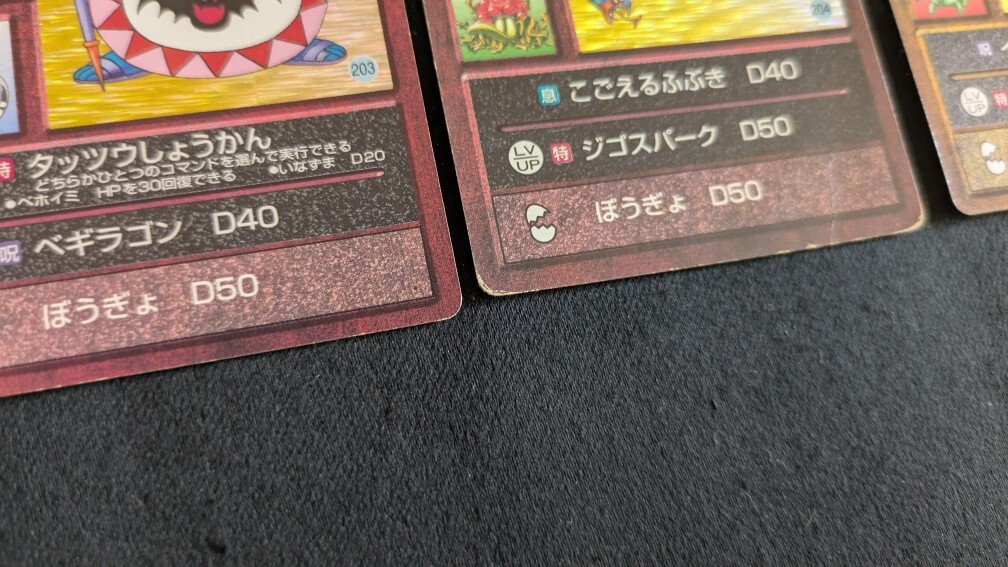 203
特 タッツウしょうかん
どちらかひとつのコマンドを選んで実行できる
●ベホイミ HPを30回復できる ●いなずま D20
呪 ベギラゴン D40
ぼうぎょ D50
204
息 こごえるふぶき D40
LV UP 特 ジゴスパーク D50
ぼうぎょ D50
呪
LV UP 特